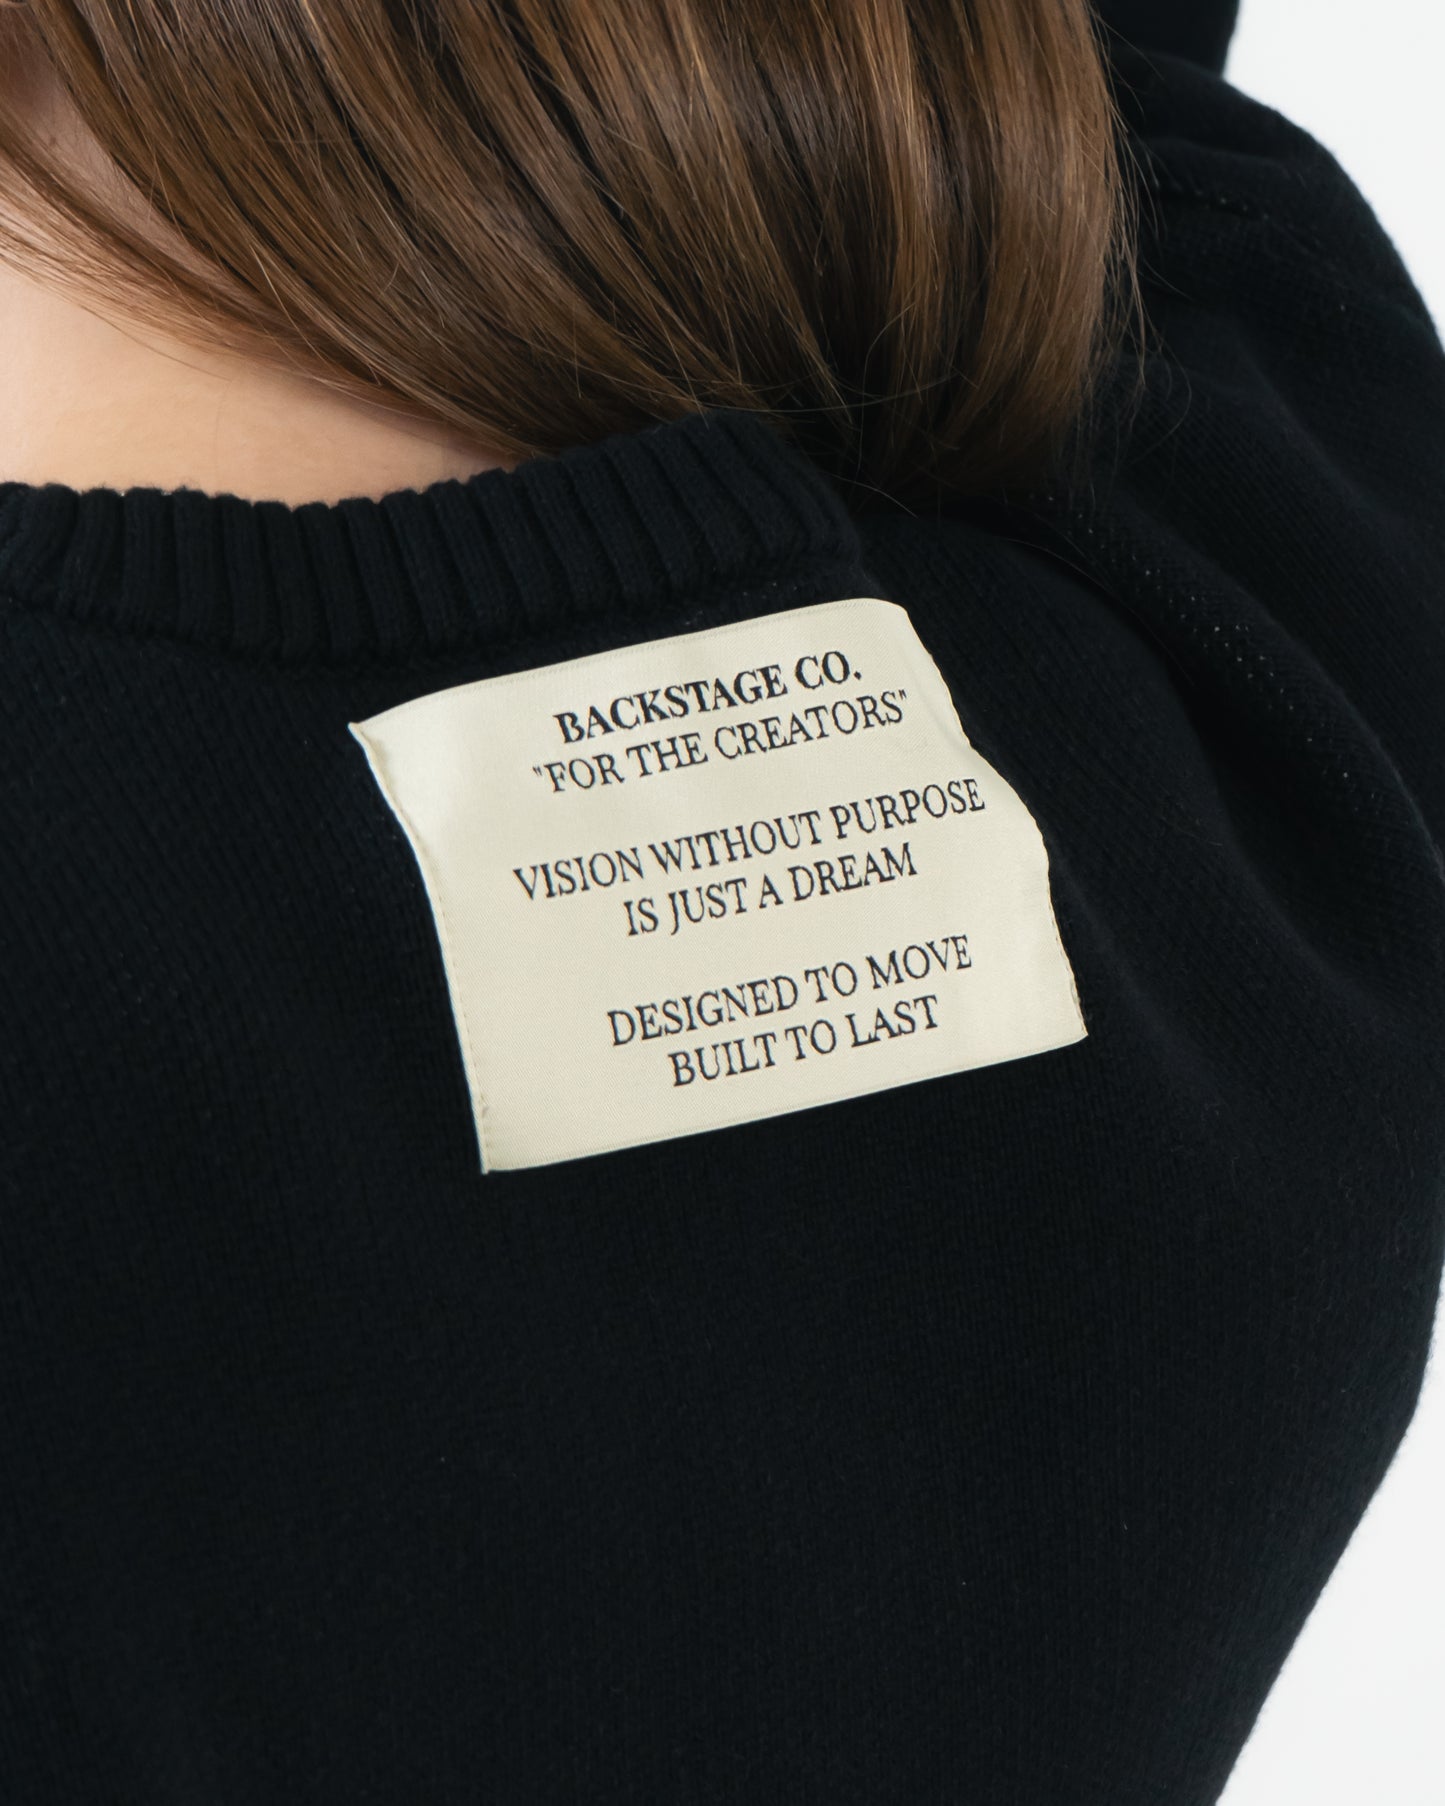 BACKSTAGE CO.
"FOR THE CREATORS"
VISION WITHOUT PURPOSE
IS JUST A DREAM
DESIGNED TO MOVE
BUILT TO LAST